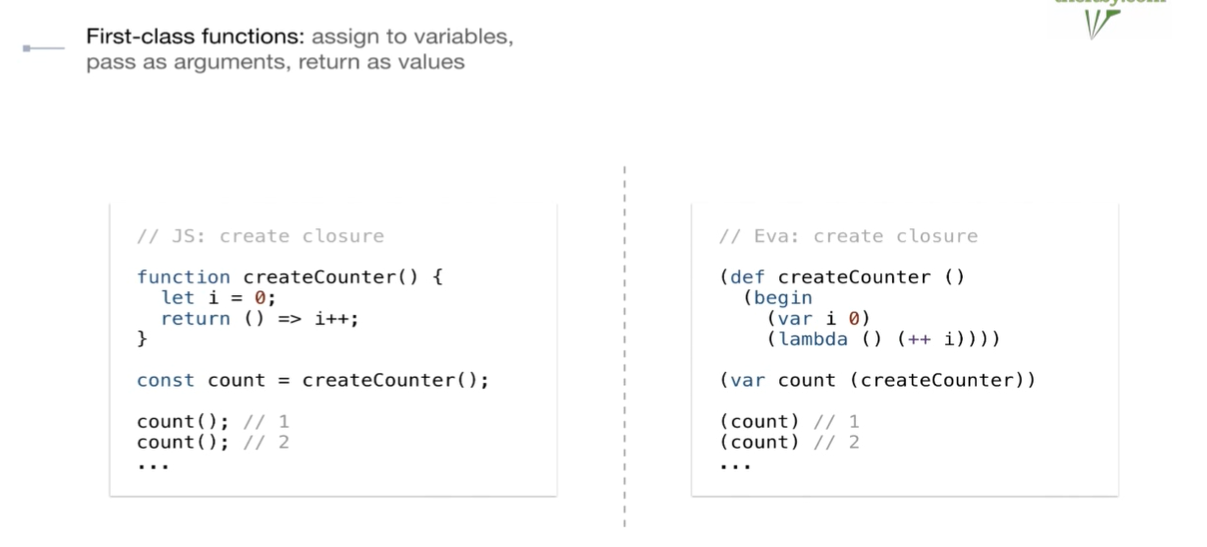 First-class functions: assign to variables,
pass as arguments, return as values
// JS: create closure
function createCounter() {
  let i = 0;
  return () => i++;
}
const count = createCounter();
count(); // 1
count(); // 2
...
// Eva: create closure
(def createCounter ()
  (begin
    (var i 0)
    (lambda () (++ i))))
(var count (createCounter))
(count) // 1
(count) // 2
...